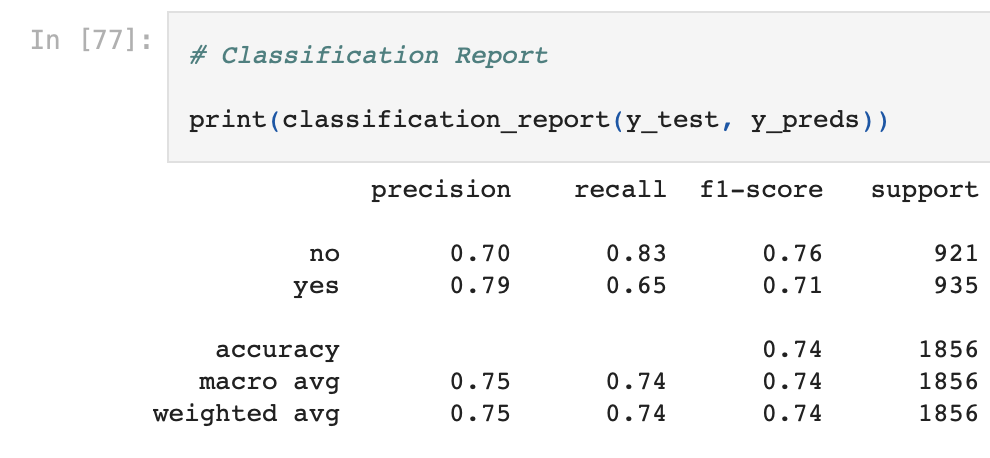 In [77]:
# Classification Report
print(classification_report(y_test, y_preds))
precision recall f1-score support
no 0.70 0.83 0.76 921
yes 0.79 0.65 0.71 935
accuracy 0.74 1856
macro avg 0.75 0.74 0.74 1856
weighted avg 0.75 0.74 0.74 1856